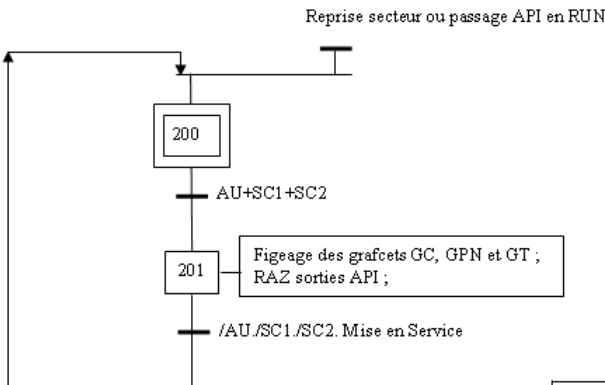 Reprise secteur ou passage API en RUN
200
AU+SC1+SC2
201
Figeage des grafcets GC, GPN et GT ;
RAZ sorties API ;
/AU./SC1./SC2. Mise en Service